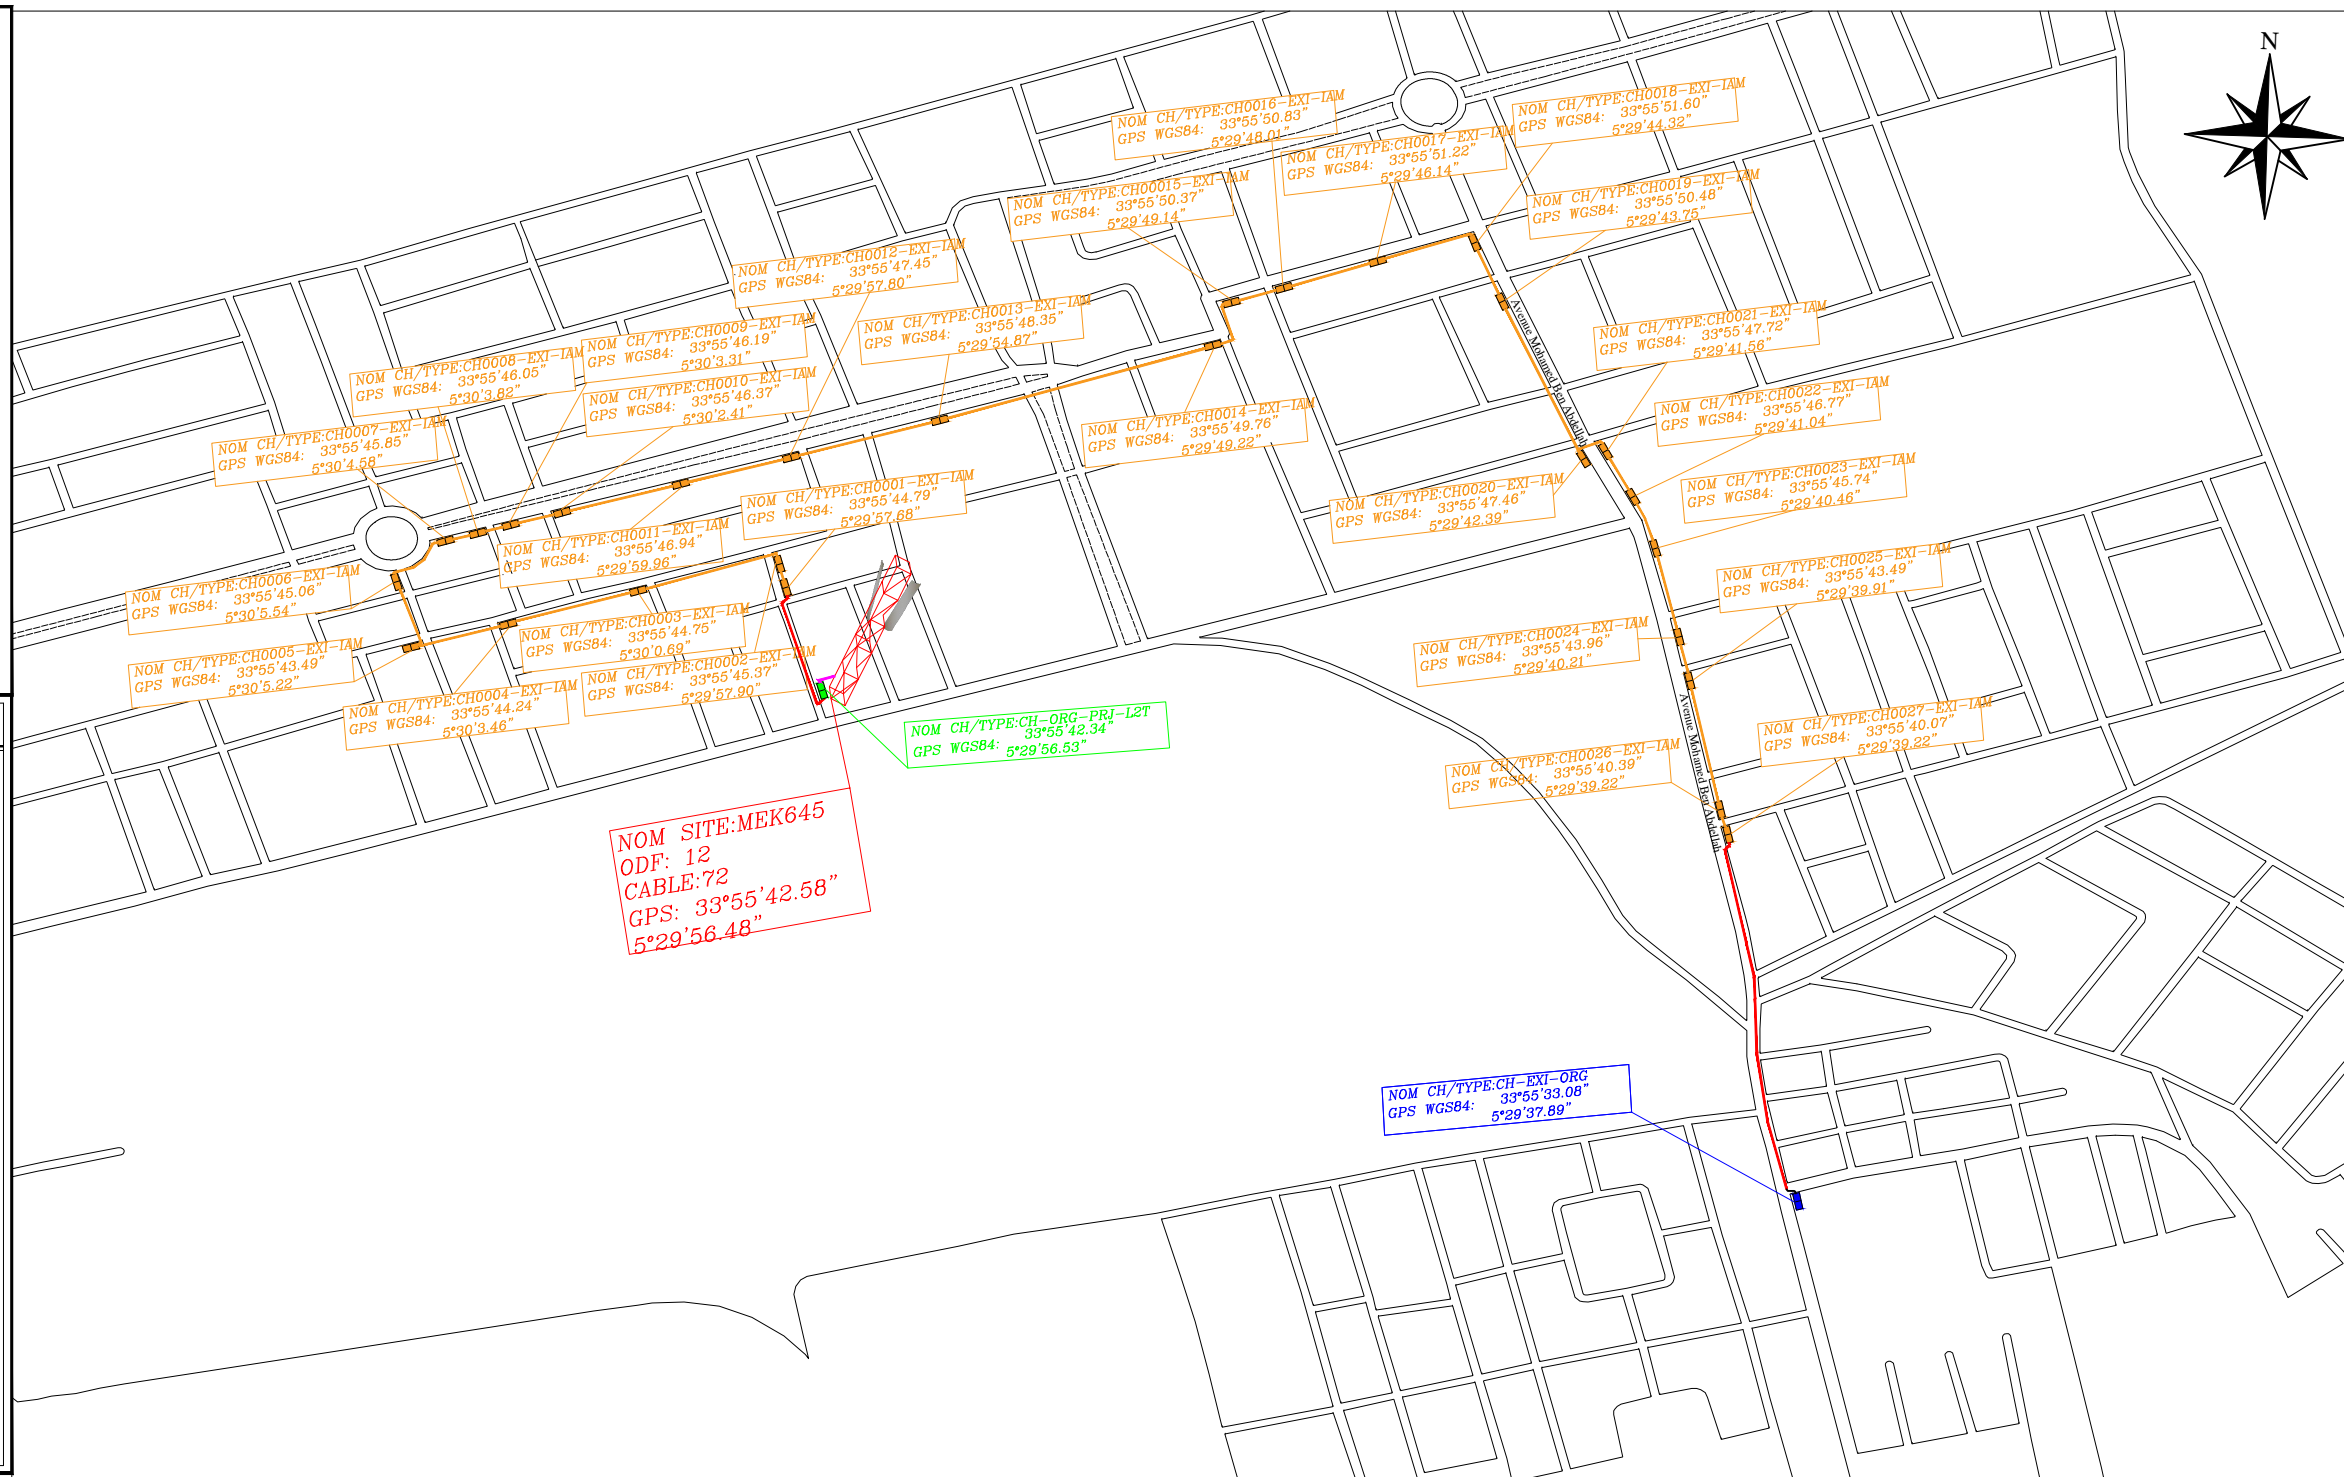 N
NOM CH/TYPE:CH0016-EXI-IAM
GPS WGS84: 33°55'50.83"
5°29'48.01"
NOM CH/TYPE:CH0018-EXI-IAM
GPS WGS84: 33°55'51.60"
5°29'44.32"
NOM CH/TYPE:CH0017-EXI-IAM
GPS WGS84: 33°55'51.22"
5°29'46.14"
NOM CH/TYPE:CH00015-EXI-IAM
GPS WGS84: 33°55'50.37"
5°29'49.14"
NOM CH/TYPE:CH0019-EXI-IAM
GPS WGS84: 33°55'50.48"
5°29'43.75"
NOM CH/TYPE:CH0012-EXI-IAM
GPS WGS84: 33°55'47.45"
5°29'57.80"
NOM CH/TYPE:CH0013-EXI-IAM
GPS WGS84: 33°55'48.35"
5°29'54.87"
NOM CH/TYPE:CH0009-EXI-IAM
GPS WGS84: 33°55'46.19"
5°30'3.31"
NOM CH/TYPE:CH0008-EXI-IAM
GPS WGS84: 33°55'46.05"
5°30'3.82"
NOM CH/TYPE:CH0010-EXI-IAM
GPS WGS84: 33°55'46.37"
5°30'2.41"
NOM CH/TYPE:CH0007-EXI-IAM
GPS WGS84: 33°55'45.85"
5°30'4.58"
Avenue Mohamed Ben Abdellah
NOM CH/TYPE:CH0021-EXI-IAM
GPS WGS84: 33°55'47.72"
5°29'41.56"
NOM CH/TYPE:CH0014-EXI-IAM
GPS WGS84: 33°55'49.76"
5°29'49.22"
NOM CH/TYPE:CH0022-EXI-IAM
GPS WGS84: 33°55'46.77"
5°29'41.04"
NOM CH/TYPE:CH0020-EXI-IAM
GPS WGS84: 33°55'47.46"
5°29'42.39"
NOM CH/TYPE:CH0023-EXI-IAM
GPS WGS84: 33°55'45.74"
5°29'40.46"
NOM CH/TYPE:CH0001-EXI-IAM
GPS WGS84: 33°55'44.79"
5°29'57.68"
NOM CH/TYPE:CH0011-EXI-IAM
GPS WGS84: 33°55'46.94"
5°29'59.96"
NOM CH/TYPE:CH0006-EXI-IAM
GPS WGS84: 33°55'45.06"
5°30'5.54"
NOM CH/TYPE:CH0003-EXI-IAM
GPS WGS84: 33°55'44.75"
5°30'0.69"
NOM CH/TYPE:CH0005-EXI-IAM
GPS WGS84: 33°55'43.49"
5°30'5.22"
NOM CH/TYPE:CH0002-EXI-IAM
GPS WGS84: 33°55'45.37"
5°29'57.90"
NOM CH/TYPE:CH0004-EXI-IAM
GPS WGS84: 33°55'44.24"
5°30'3.46"
NOM CH/TYPE:CH0025-EXI-IAM
GPS WGS84: 33°55'43.49"
5°29'39.91"
NOM CH/TYPE:CH0024-EXI-IAM
GPS WGS84: 33°55'43.96"
5°29'40.21"
Avenue Mohamed Ben Abdellah
NOM CH/TYPE:CH0027-EXI-IAM
GPS WGS84: 33°55'40.07"
5°29'39.22"
NOM CH/TYPE:CH0026-EXI-IAM
GPS WGS84: 33°55'40.39"
5°29'39.22"
NOM CH/TYPE:CH-ORG-PRJ-L2T
GPS WGS84: 33°55'42.34"
5°29'56.53"
NOM SITE:MEK645
ODF: 12
CABLE:72
GPS: 33°55'42.58"
5°29'56.48"
NOM CH/TYPE:CH-EXI-ORG
GPS WGS84: 33°55'33.08"
5°29'37.89"